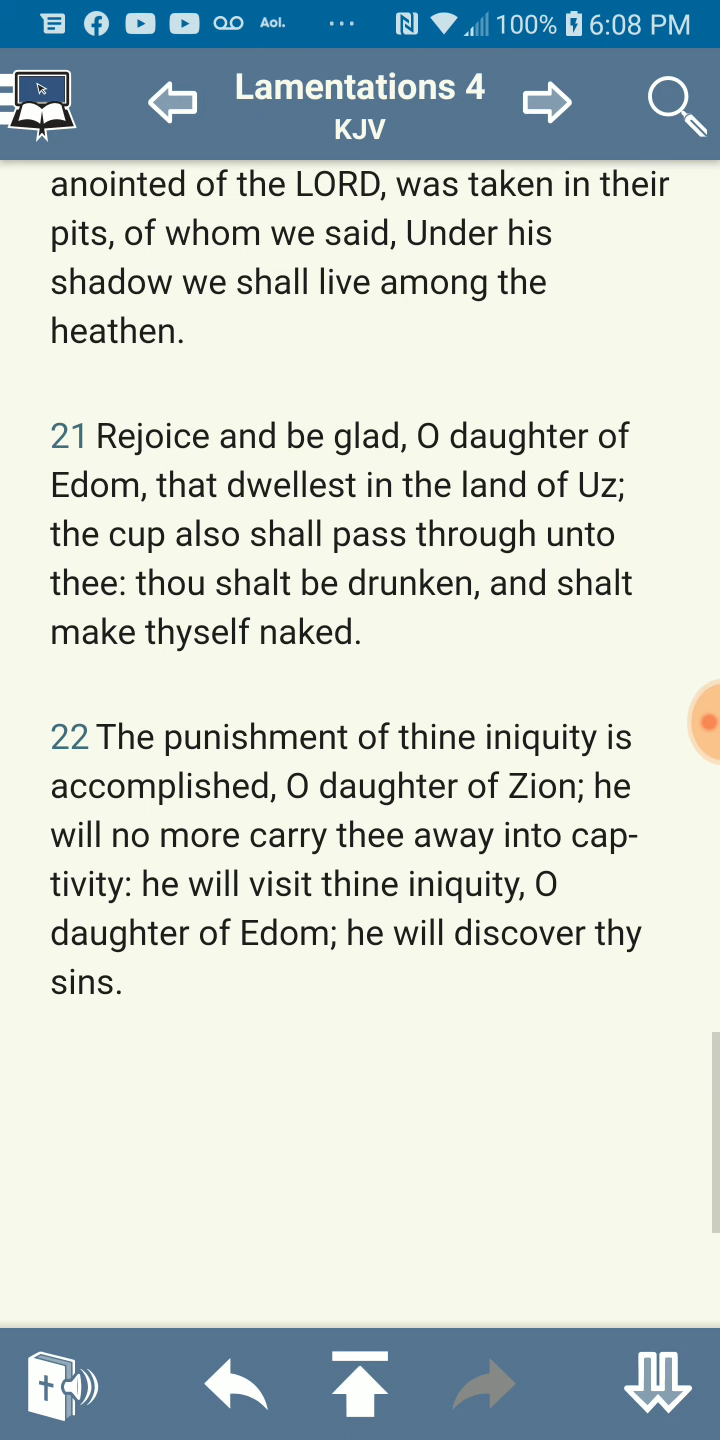 Aol. ... 100% 6:08 PM
Lamentations 4
KJV
anointed of the LORD, was taken in their
pits, of whom we said, Under his
shadow we shall live among the
heathen.
21 Rejoice and be glad, O daughter of
Edom, that dwellest in the land of Uz;
the cup also shall pass through unto
thee: thou shalt be drunken, and shalt
make thyself naked.
22 The punishment of thine iniquity is
accomplished, O daughter of Zion; he
will no more carry thee away into cap-
tivity: he will visit thine iniquity, O
daughter of Edom; he will discover thy
sins.